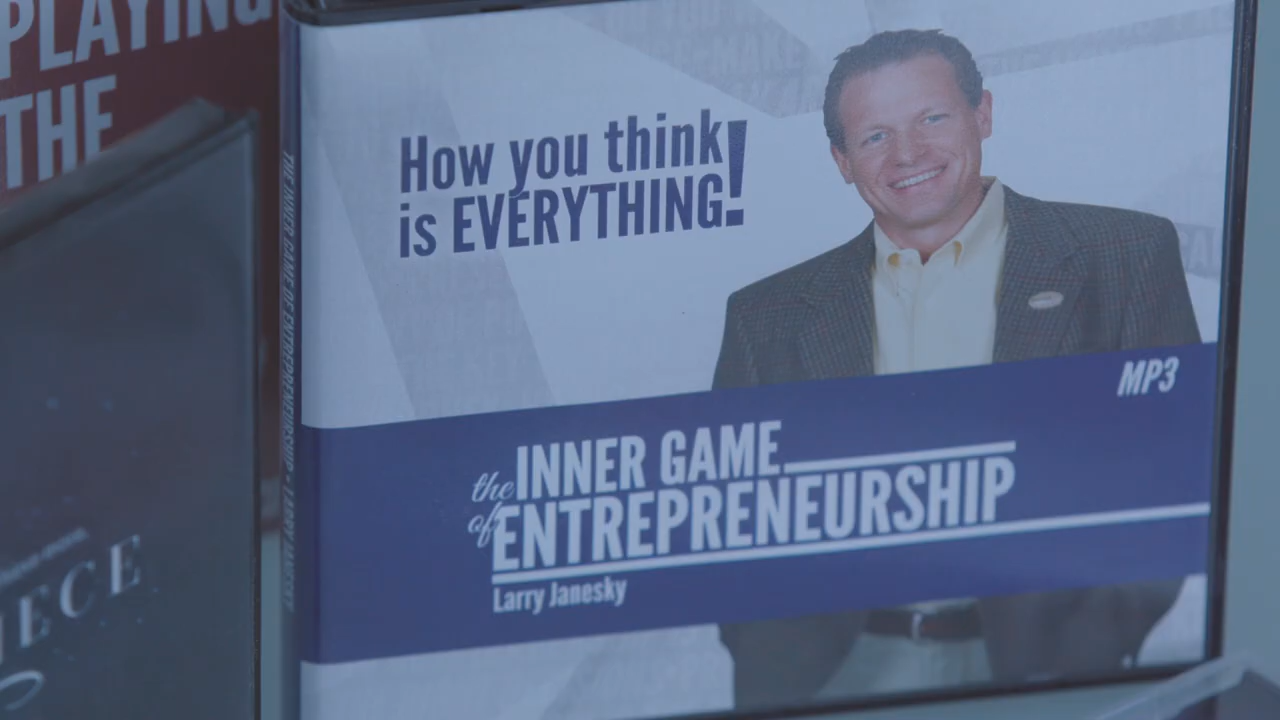 PLAYING
THE
How you think
is EVERYTHING!
MP3
the INNER GAME
of ENTREPRENEURSHIP
Larry Janesky
THE INNER GAME OF ENTREPRENEURSHIP • LARRY JANESKY
IECE